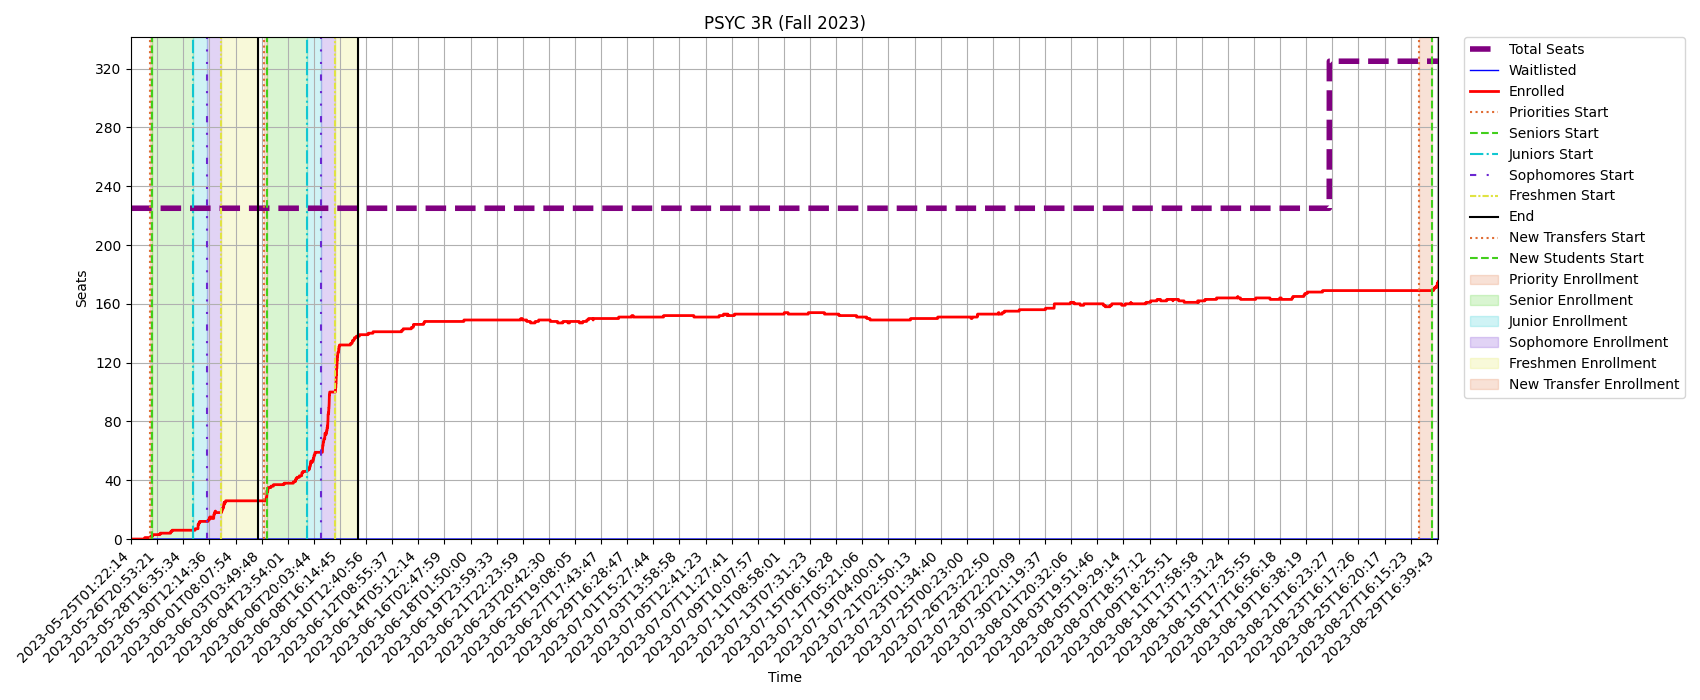 PSYC 3R (Fall 2023)
Seats
320
280
240
200
160
120
80
40
0
2023-05-25T01:22:14
2023-05-26T20:53:21
2023-05-28T16:35:34
2023-05-30T12:14:36
2023-06-01T08:07:54
2023-06-03T03:49:48
2023-06-04T23:54:01
2023-06-06T20:03:44
2023-06-08T16:14:45
2023-06-10T12:40:56
2023-06-12T08:55:37
2023-06-14T05:12:14
2023-06-16T02:47:59
2023-06-18T01:50:00
2023-06-19T23:59:33
2023-06-21T22:23:59
2023-06-23T20:42:30
2023-06-25T19:08:05
2023-06-27T17:43:47
2023-06-29T16:28:47
2023-07-01T15:27:44
2023-07-03T13:58:58
2023-07-05T12:41:23
2023-07-07T11:27:41
2023-07-09T10:07:57
2023-07-11T08:58:01
2023-07-13T07:31:23
2023-07-15T06:16:28
2023-07-17T05:21:06
2023-07-19T04:00:01
2023-07-21T02:50:13
2023-07-23T01:34:40
2023-07-25T00:23:00
2023-07-26T23:22:50
2023-07-28T22:20:09
2023-07-30T21:19:37
2023-08-01T20:32:06
2023-08-03T19:51:46
2023-08-05T19:29:14
2023-08-07T18:57:12
2023-08-09T18:25:51
2023-08-11T17:58:58
2023-08-13T17:31:24
2023-08-15T17:25:55
2023-08-17T16:56:18
2023-08-19T16:38:19
2023-08-21T16:23:27
2023-08-23T16:17:26
2023-08-25T16:20:17
2023-08-27T16:15:23
2023-08-29T16:39:43
Time
Total Seats
Waitlisted
Enrolled
Priorities Start
Seniors Start
Juniors Start
Sophomores Start
Freshmen Start
End
New Transfers Start
New Students Start
Priority Enrollment
Senior Enrollment
Junior Enrollment
Sophomore Enrollment
Freshmen Enrollment
New Transfer Enrollment